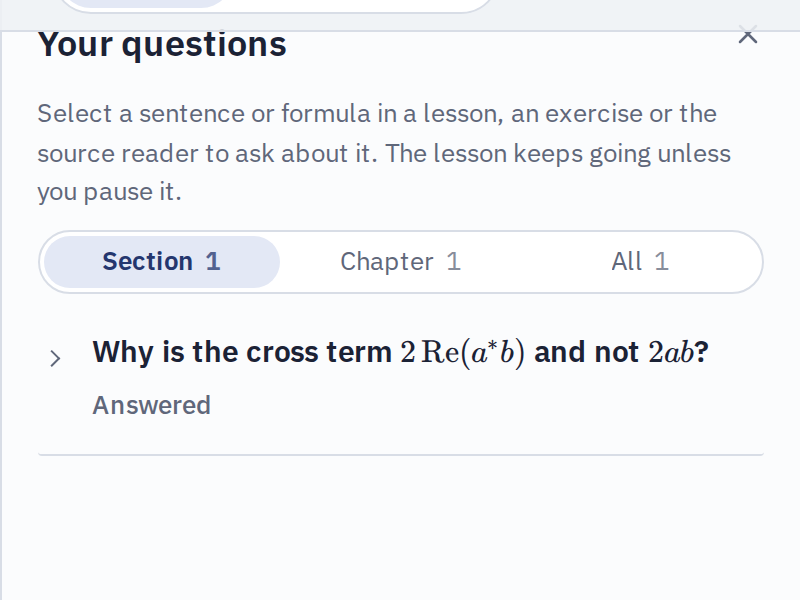 Your questions
Select a sentence or formula in a lesson, an exercise or the
source reader to ask about it. The lesson keeps going unless
you pause it.
Section 1 Chapter 1 All 1
Why is the cross term 2 Re(a*b) and not 2ab?
Answered